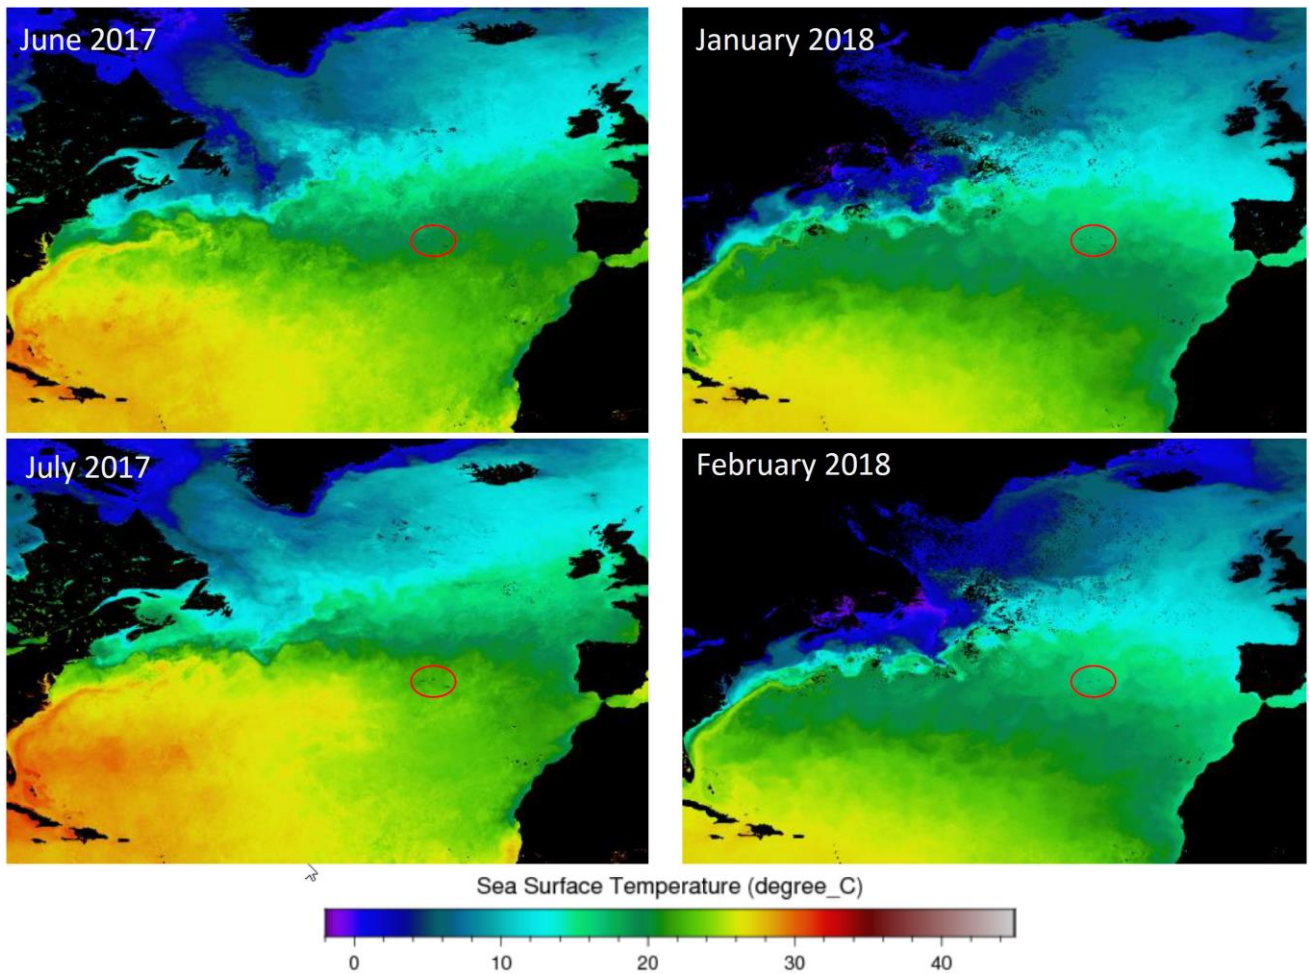 June 2017
January 2018
July 2017
February 2018
Sea Surface Temperature (degree_C)
0 10 20 30 40